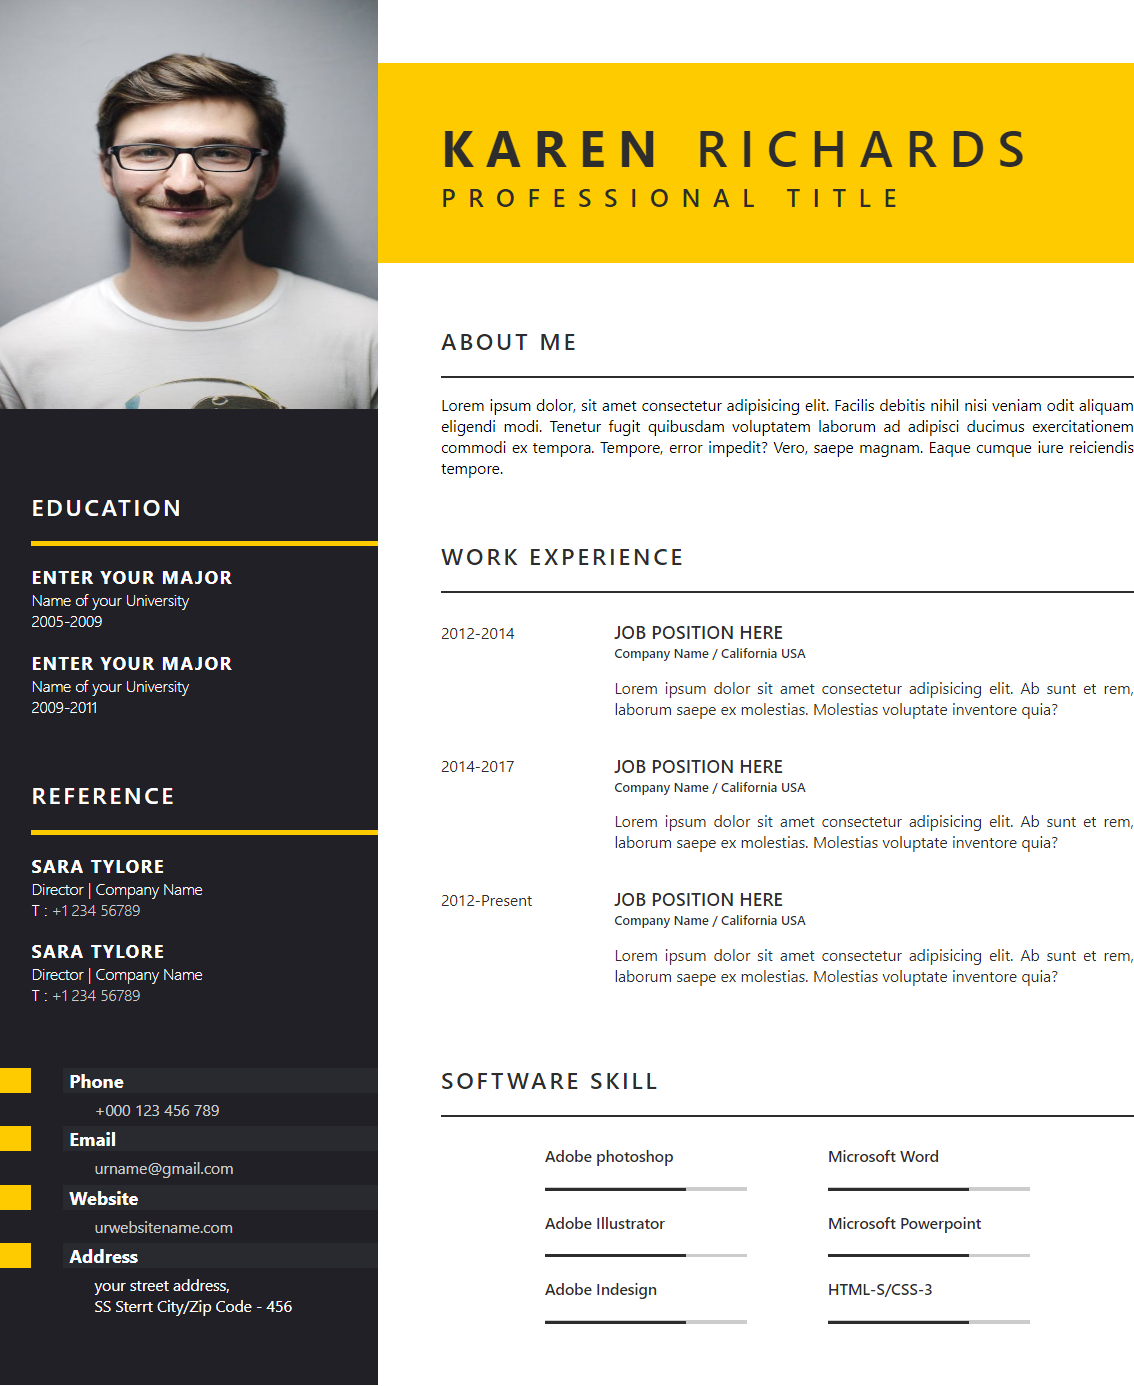 KAREN RICHARDS
PROFESSIONAL TITLE
ABOUT ME
Lorem ipsum dolor, sit amet consectetur adipisicing elit. Facilis debitis nihil nisi veniam odit aliquam
eligendi modi. Tenetur fugit quibusdam voluptatem laborum ad adipisci ducimus exercitationem
commodi ex tempora. Tempore, error impedit? Vero, saepe magnam. Eaque cumque iure reiciendis
tempore.
WORK EXPERIENCE
2012-2014
JOB POSITION HERE
Company Name / California USA
Lorem ipsum dolor sit amet consectetur adipisicing elit. Ab sunt et rem,
laborum saepe ex molestias. Molestias voluptate inventore quia?
2014-2017
JOB POSITION HERE
Company Name / California USA
Lorem ipsum dolor sit amet consectetur adipisicing elit. Ab sunt et rem,
laborum saepe ex molestias. Molestias voluptate inventore quia?
2012-Present
JOB POSITION HERE
Company Name / California USA
Lorem ipsum dolor sit amet consectetur adipisicing elit. Ab sunt et rem,
laborum saepe ex molestias. Molestias voluptate inventore quia?
SOFTWARE SKILL
Adobe photoshop
Microsoft Word
Adobe Illustrator
Microsoft Powerpoint
Adobe Indesign
HTML-S/CSS-3
EDUCATION
ENTER YOUR MAJOR
Name of your University
2005-2009
ENTER YOUR MAJOR
Name of your University
2009-2011
REFERENCE
SARA TYLORE
Director | Company Name
T : +1 234 56789
SARA TYLORE
Director | Company Name
T : +1 234 56789
Phone
+000 123 456 789
Email
urname@gmail.com
Website
urwebsitename.com
Address
your street address,
SS Sterrt City/Zip Code - 456